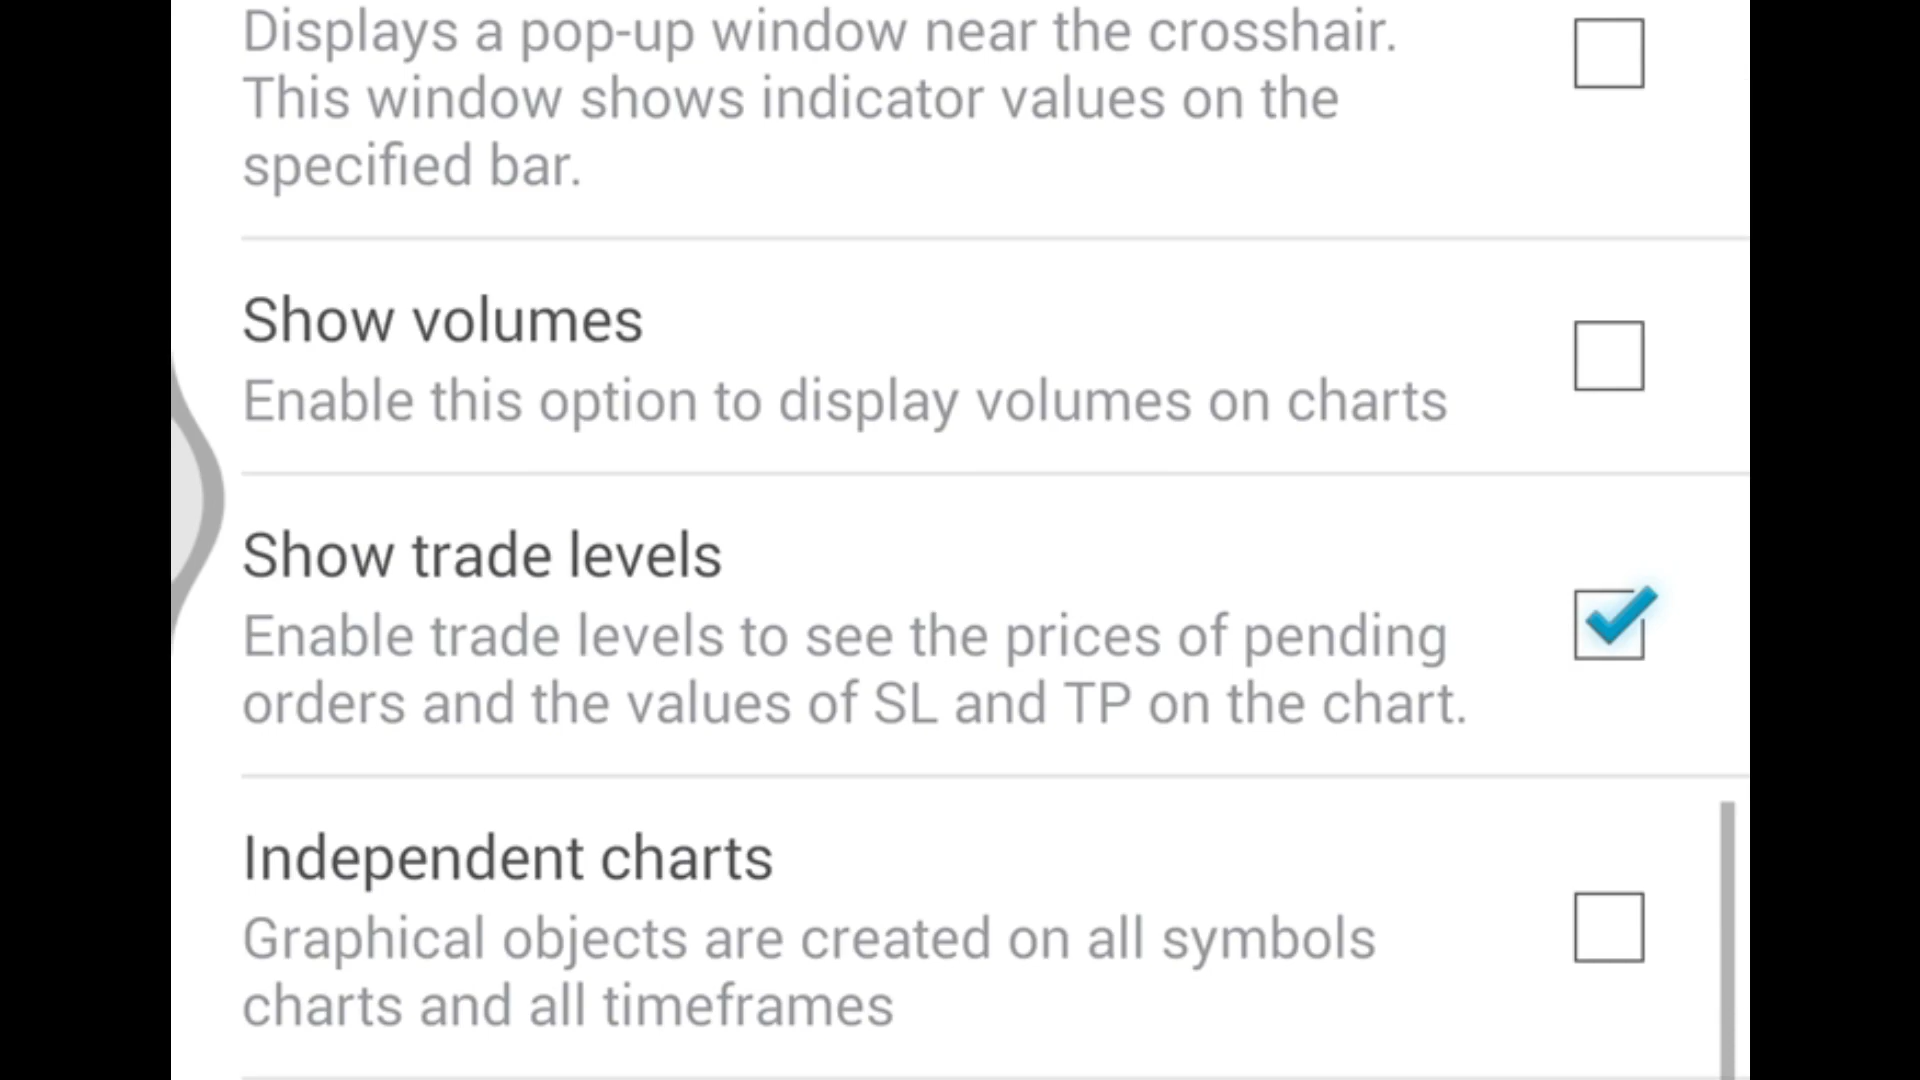 Displays a pop-up window near the crosshair.
This window shows indicator values on the
specified bar.
Show volumes
Enable this option to display volumes on charts
Show trade levels
Enable trade levels to see the prices of pending
orders and the values of SL and TP on the chart.
Independent charts
Graphical objects are created on all symbols
charts and all timeframes